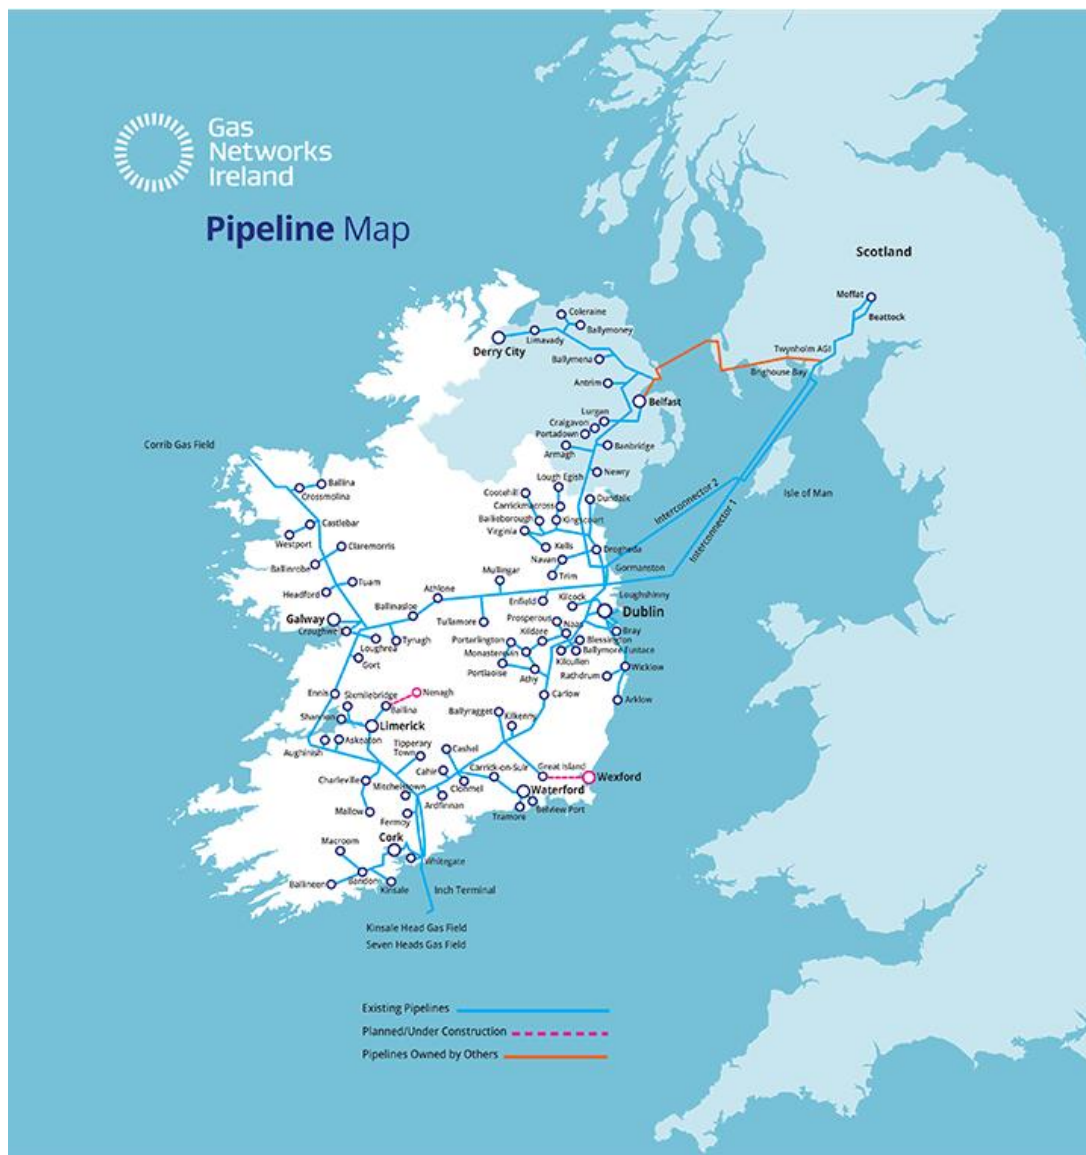 Gas
Networks
Ireland
Pipeline Map
Scotland
Moffat
Beattock
Twynholm AGI
Brighouse Bay
Coleraine
Ballymoney
Limavady
Derry City
Ballymena
Antrim
Belfast
Lurgan
Craigavon
Portadown
Armagh
Banbridge
Newry
Corrib Gas Field
Ballina
Crossmolina
Castlebar
Westport
Claremorris
Ballinrobe
Tuam
Headford
Galway
Craughwell
Loughrea
Gort
Tynagh
Ballinasloe
Athlone
Mullingar
Tullamore
Enfield
Lough Egish
Cootehill
Carrickmacross
Bailieborough
Kingscourt
Virginia
Kells
Dundalk
Drogheda
Navan
Trim
Gormanston
Interconnector 2
Interconnector 1
Isle of Man
Loughshinny
Kilcock
Dublin
Prosperous
Naas
Kildare
Portarlington
Monasterevin
Portlaoise
Athy
Bray
Blessington
Ballymore Eustace
Kilcullen
Wicklow
Rathdrum
Arklow
Carlow
Ennis
Sixmilebridge
Nenagh
Ballina
Shannon
Limerick
Aughinish
Askeaton
Ballyragget
Kilkenny
Tipperary
Town
Cashel
Cahir
Carrick-on-Suir
Great Island
Wexford
Charleville
Mitchelstown
Clonmel
Waterford
Ardfinnan
Belview Port
Tramore
Mallow
Fermoy
Cork
Macroom
Whitegate
Ballineen
Bandon
Kinsale
Inch Terminal
Kinsale Head Gas Field
Seven Heads Gas Field
Existing Pipelines
Planned/Under Construction
Pipelines Owned by Others